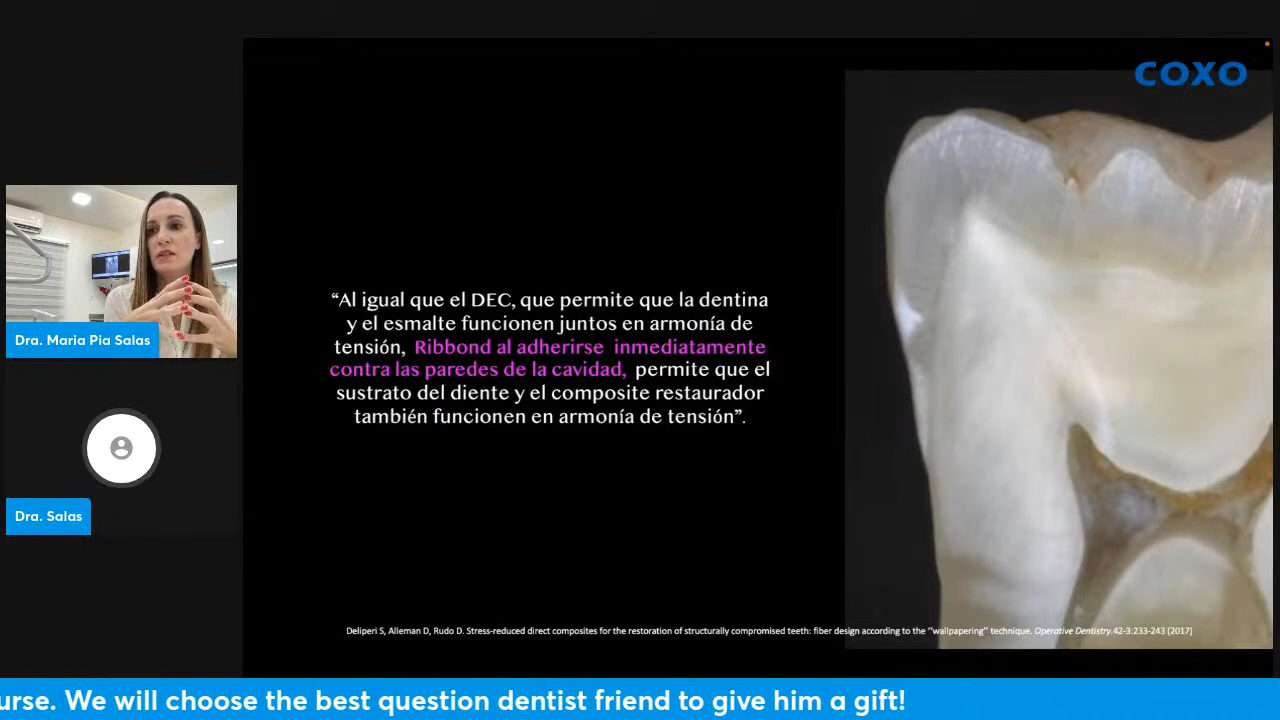 COXO
Dra. Maria Pia Salas
Dra. Salas
“Al igual que el DEC, que permite que la dentina
y el esmalte funcionen juntos en armonía de
tensión, Ribbond al adherirse inmediatamente
contra las paredes de la cavidad, permite que el
sustrato del diente y el composite restaurador
también funcionen en armonía de tensión”.
Deliperi S, Alleman D, Rudo D. Stress-reduced direct composites for the restoration of structurally compromised teeth: fiber design according to the “wallpapering” technique. Operative Dentistry.42-3:233-243 (2017)
urse. We will choose the best question dentist friend to give him a gift!